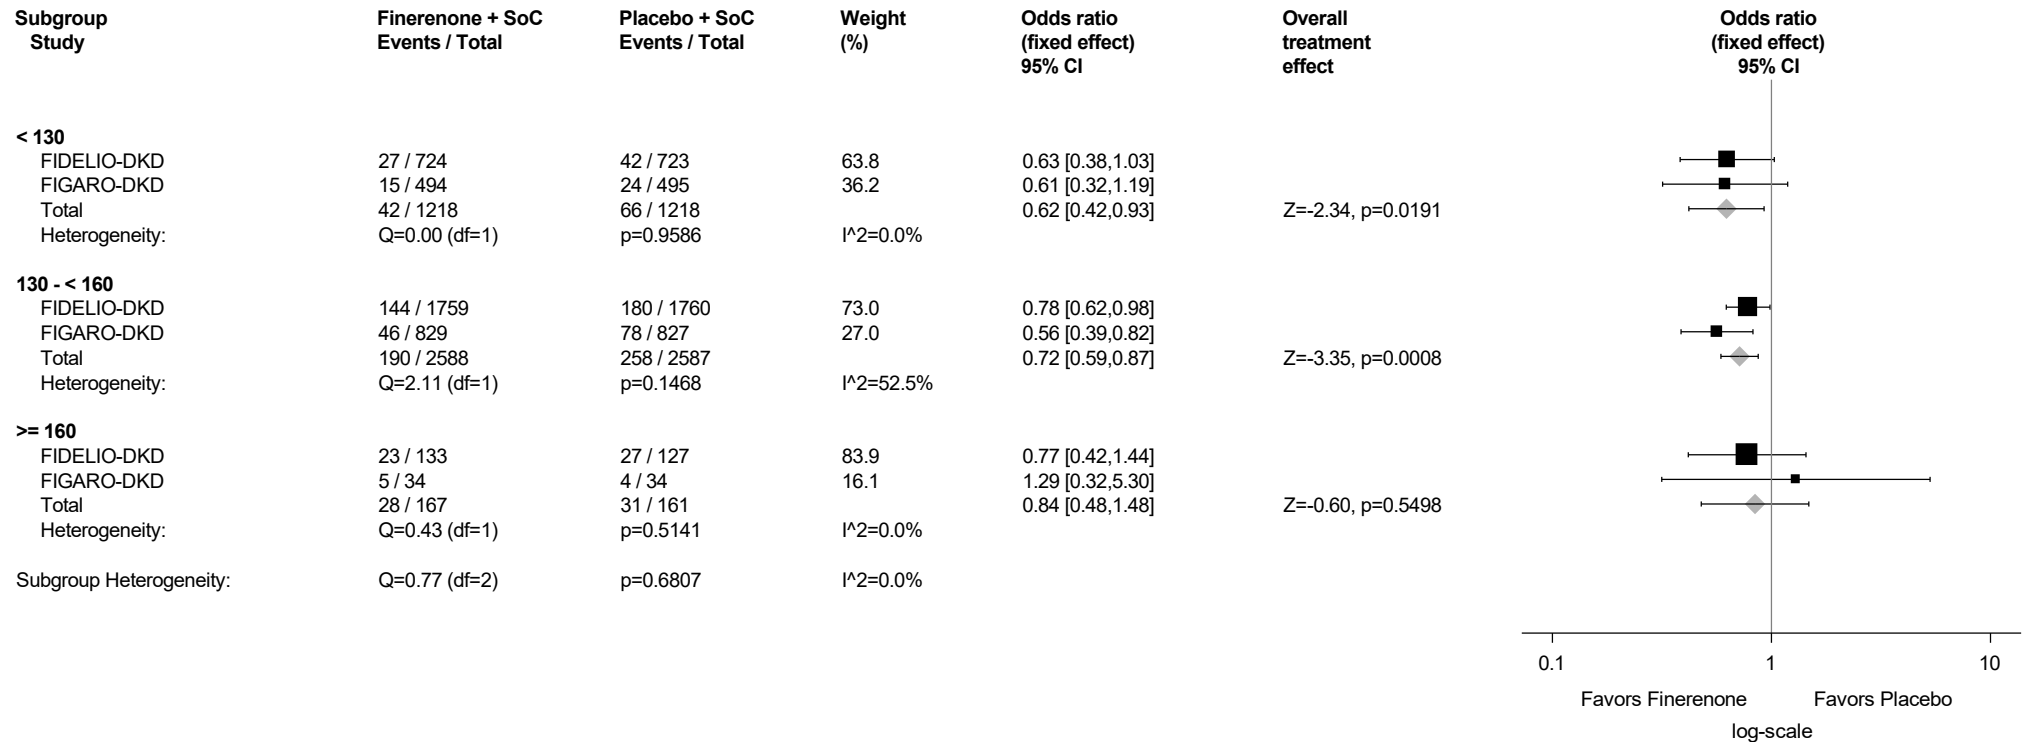 Subgroup Finerenone + SoC Placebo + SoC Weight Odds ratio Overall Odds ratio
Study Events / Total Events / Total (%) (fixed effect) treatment (fixed effect)
95% CI effect 95% CI
< 130
FIDELIO-DKD 27 / 724 42 / 723 63.8 0.63 [0.38,1.03]
FIGARO-DKD 15 / 494 24 / 495 36.2 0.61 [0.32,1.19]
Total 42 / 1218 66 / 1218 0.62 [0.42,0.93] Z=-2.34, p=0.0191
Heterogeneity: Q=0.00 (df=1) p=0.9586 I^2=0.0%
130 - < 160
FIDELIO-DKD 144 / 1759 180 / 1760 73.0 0.78 [0.62,0.98]
FIGARO-DKD 46 / 829 78 / 827 27.0 0.56 [0.39,0.82]
Total 190 / 2588 258 / 2587 0.72 [0.59,0.87] Z=-3.35, p=0.0008
Heterogeneity: Q=2.11 (df=1) p=0.1468 I^2=52.5%
>= 160
FIDELIO-DKD 23 / 133 27 / 127 83.9 0.77 [0.42,1.44]
FIGARO-DKD 5 / 34 4 / 34 16.1 1.29 [0.32,5.30]
Total 28 / 167 31 / 161 0.84 [0.48,1.48] Z=-0.60, p=0.5498
Heterogeneity: Q=0.43 (df=1) p=0.5141 I^2=0.0%
Subgroup Heterogeneity: Q=0.77 (df=2) p=0.6807 I^2=0.0%
0.1 1 10
Favors Finerenone Favors Placebo
log-scale